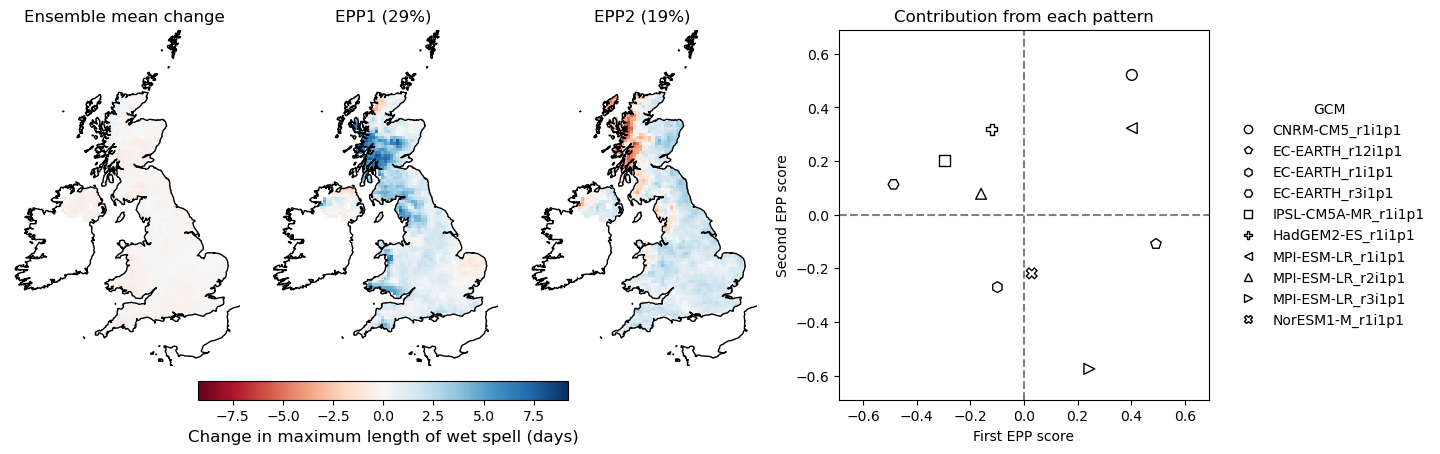 Ensemble mean change
EPP1 (29%)
EPP2 (19%)
−7.5 −5.0 −2.5 0.0 2.5 5.0 7.5
Change in maximum length of wet spell (days)
Contribution from each pattern
Second EPP score
0.6
0.4
0.2
0.0
−0.2
−0.4
−0.6
−0.6 −0.4 −0.2 0.0 0.2 0.4 0.6
First EPP score
GCM
CNRM-CM5_r1i1p1
EC-EARTH_r12i1p1
EC-EARTH_r1i1p1
EC-EARTH_r3i1p1
IPSL-CM5A-MR_r1i1p1
HadGEM2-ES_r1i1p1
MPI-ESM-LR_r1i1p1
MPI-ESM-LR_r2i1p1
MPI-ESM-LR_r3i1p1
NorESM1-M_r1i1p1